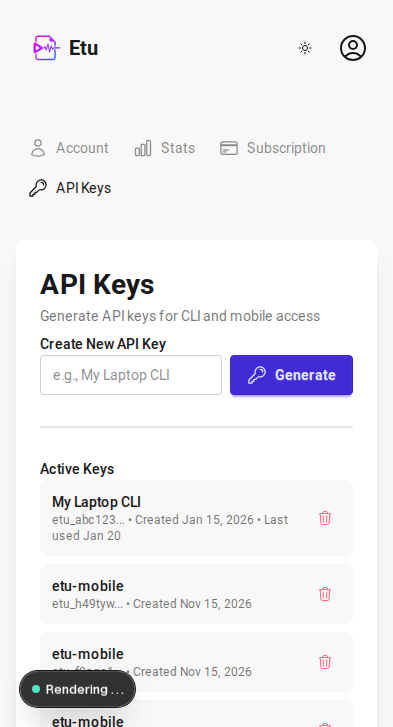 Etu
Account
Stats
Subscription
API Keys
API Keys
Generate API keys for CLI and mobile access
Create New API Key
e.g., My Laptop CLI
Generate
Active Keys
My Laptop CLI
etu_abc123... • Created Jan 15, 2026 • Last
used Jan 20
etu-mobile
etu_h49tyw... • Created Nov 15, 2026
etu-mobile
• Created Nov 15, 2026
Rendering ...
etu-mobile